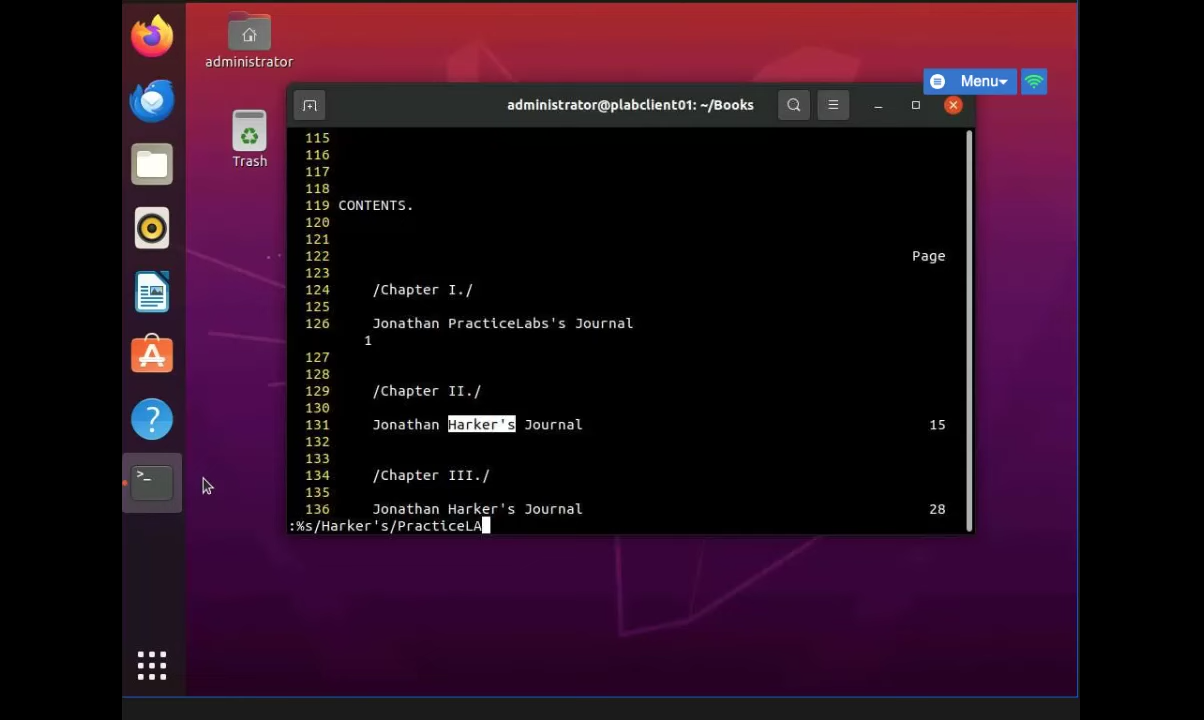 administrator
Menu
administrator@plabclient01: ~/Books
Trash
115
116
117
118
119 CONTENTS.
120
121
122 Page
123
124 /Chapter I./
125
126 Jonathan PracticeLabs's Journal
1
127
128
129 /Chapter II./
130
131 Jonathan Harker's Journal 15
132
133
134 /Chapter III./
135
136 Jonathan Harker's Journal 28
:%s/Harker's/PracticeLA